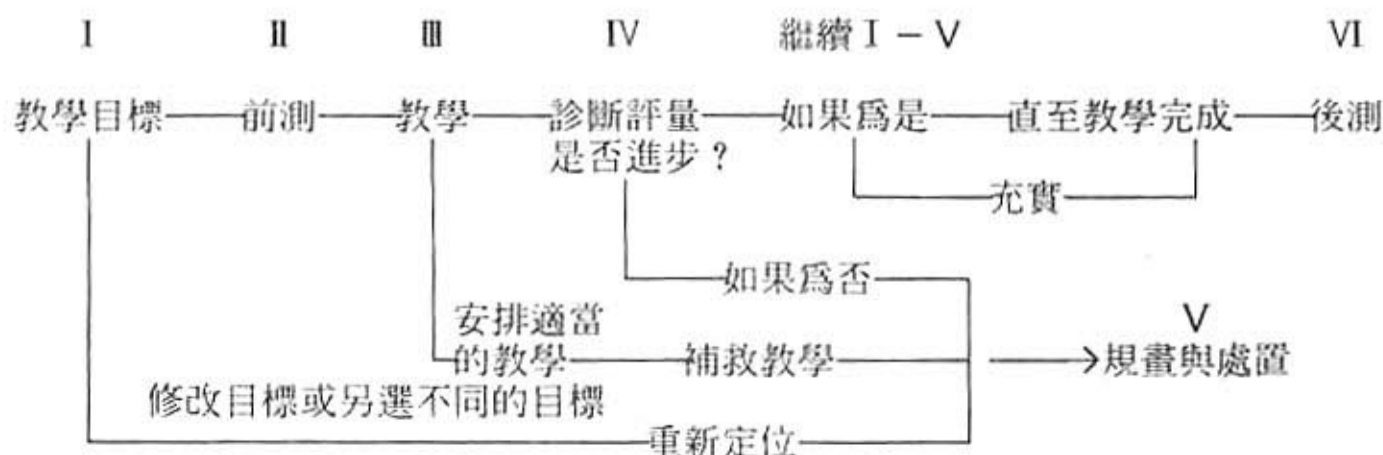 I II III IV 繼續 I － V VI
教學目標 前測 教學 診斷評量 如果爲是 直至教學完成 後測
是否進步？
充實
如果爲否
安排適當 V
的教學 補救教學 規畫與處置
修改目標或另選不同的目標
重新定位